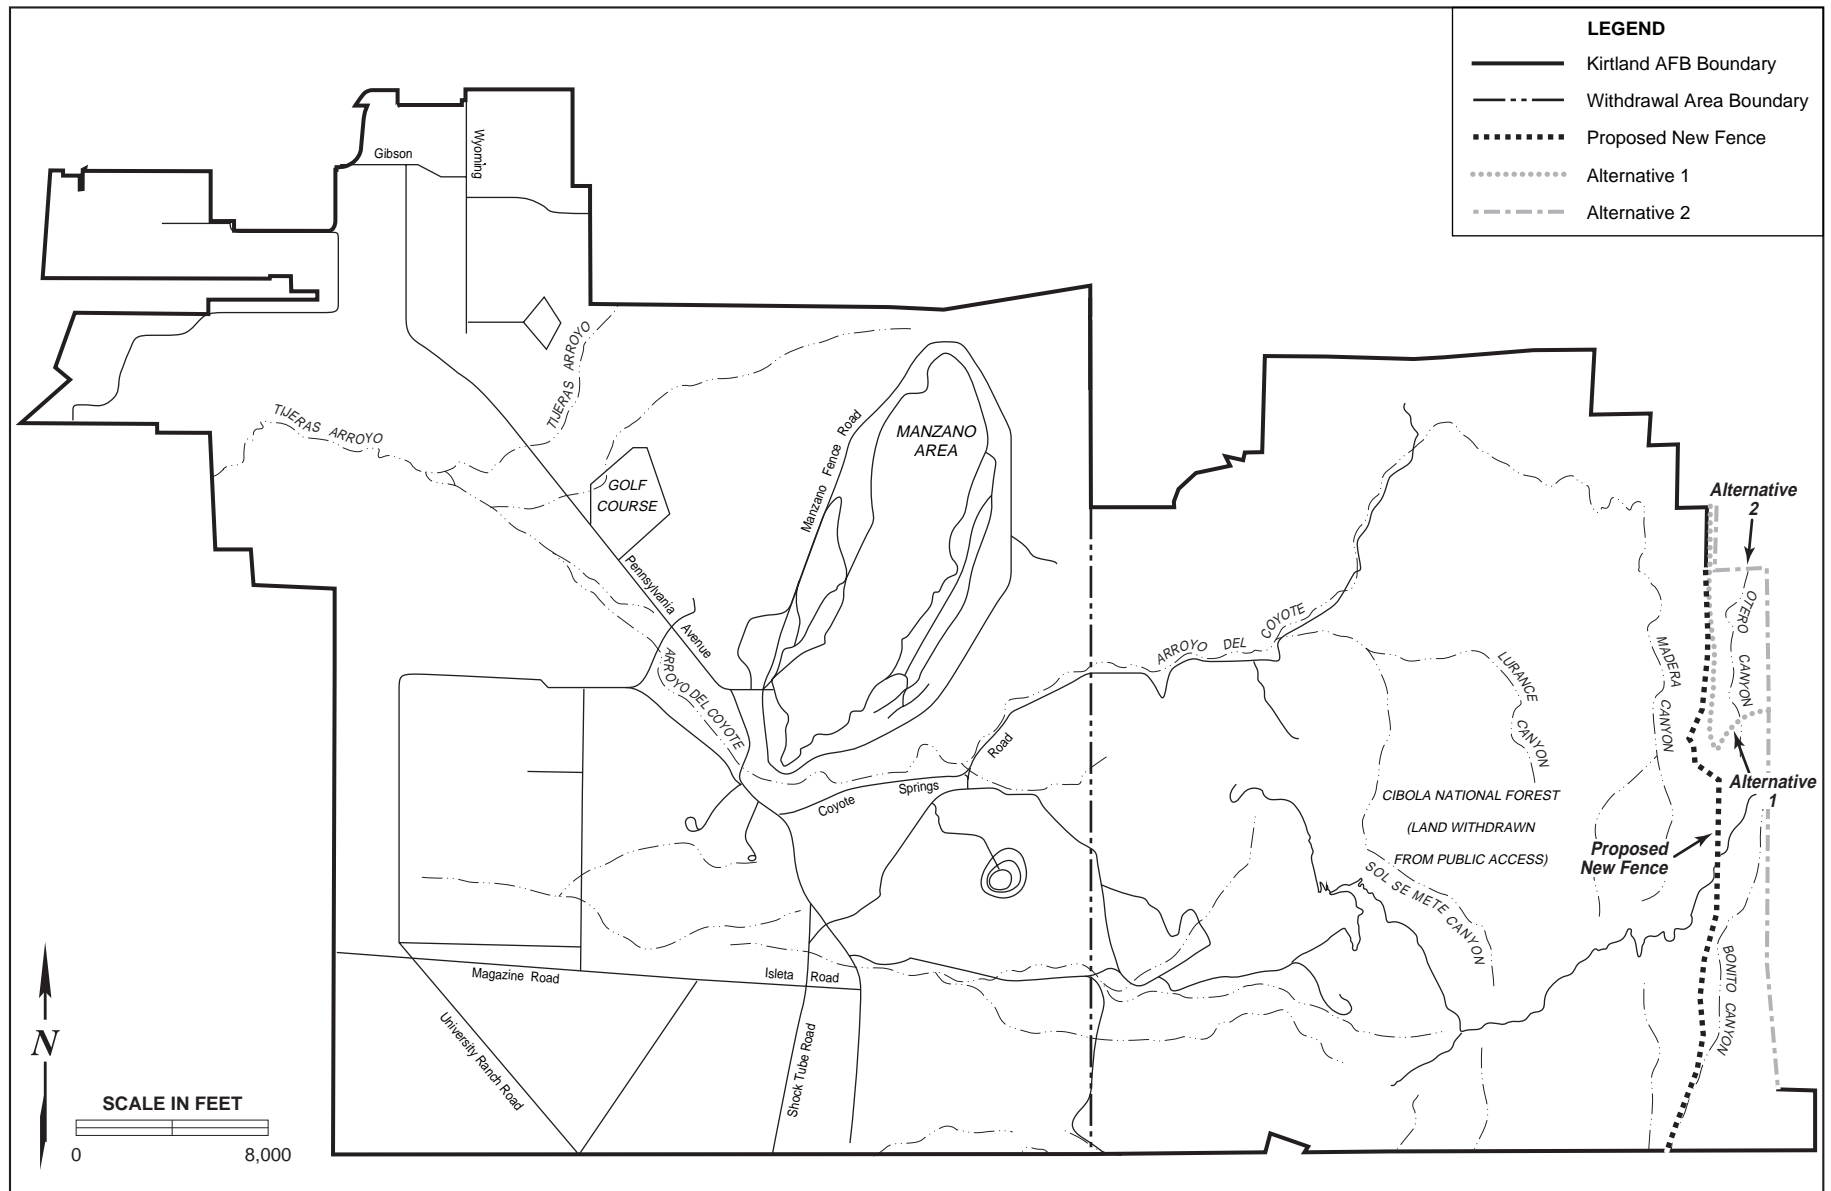 LEGEND
Kirtland AFB Boundary
Withdrawal Area Boundary
Proposed New Fence
Alternative 1
Alternative 2
Gibson
Wyoming
TIJERAS ARROYO
TIJERAS ARROYO
GOLF
COURSE
Manzano Fence Road
MANZANO
AREA
Pennsylvania Avenue
ARROYO DEL COYOTE
ARROYO DEL COYOTE
Coyote Springs Road
LURANCE CANYON
MADERA CANYON
OTERO CANYON
Alternative
2
Alternative
1
CIBOLA NATIONAL FOREST
(LAND WITHDRAWN
FROM PUBLIC ACCESS)
Proposed
New Fence
SOL SE METE CANYON
BONITO CANYON
Magazine Road
Isleta Road
University Ranch Road
Shock Tube Road
N
SCALE IN FEET
0 8,000